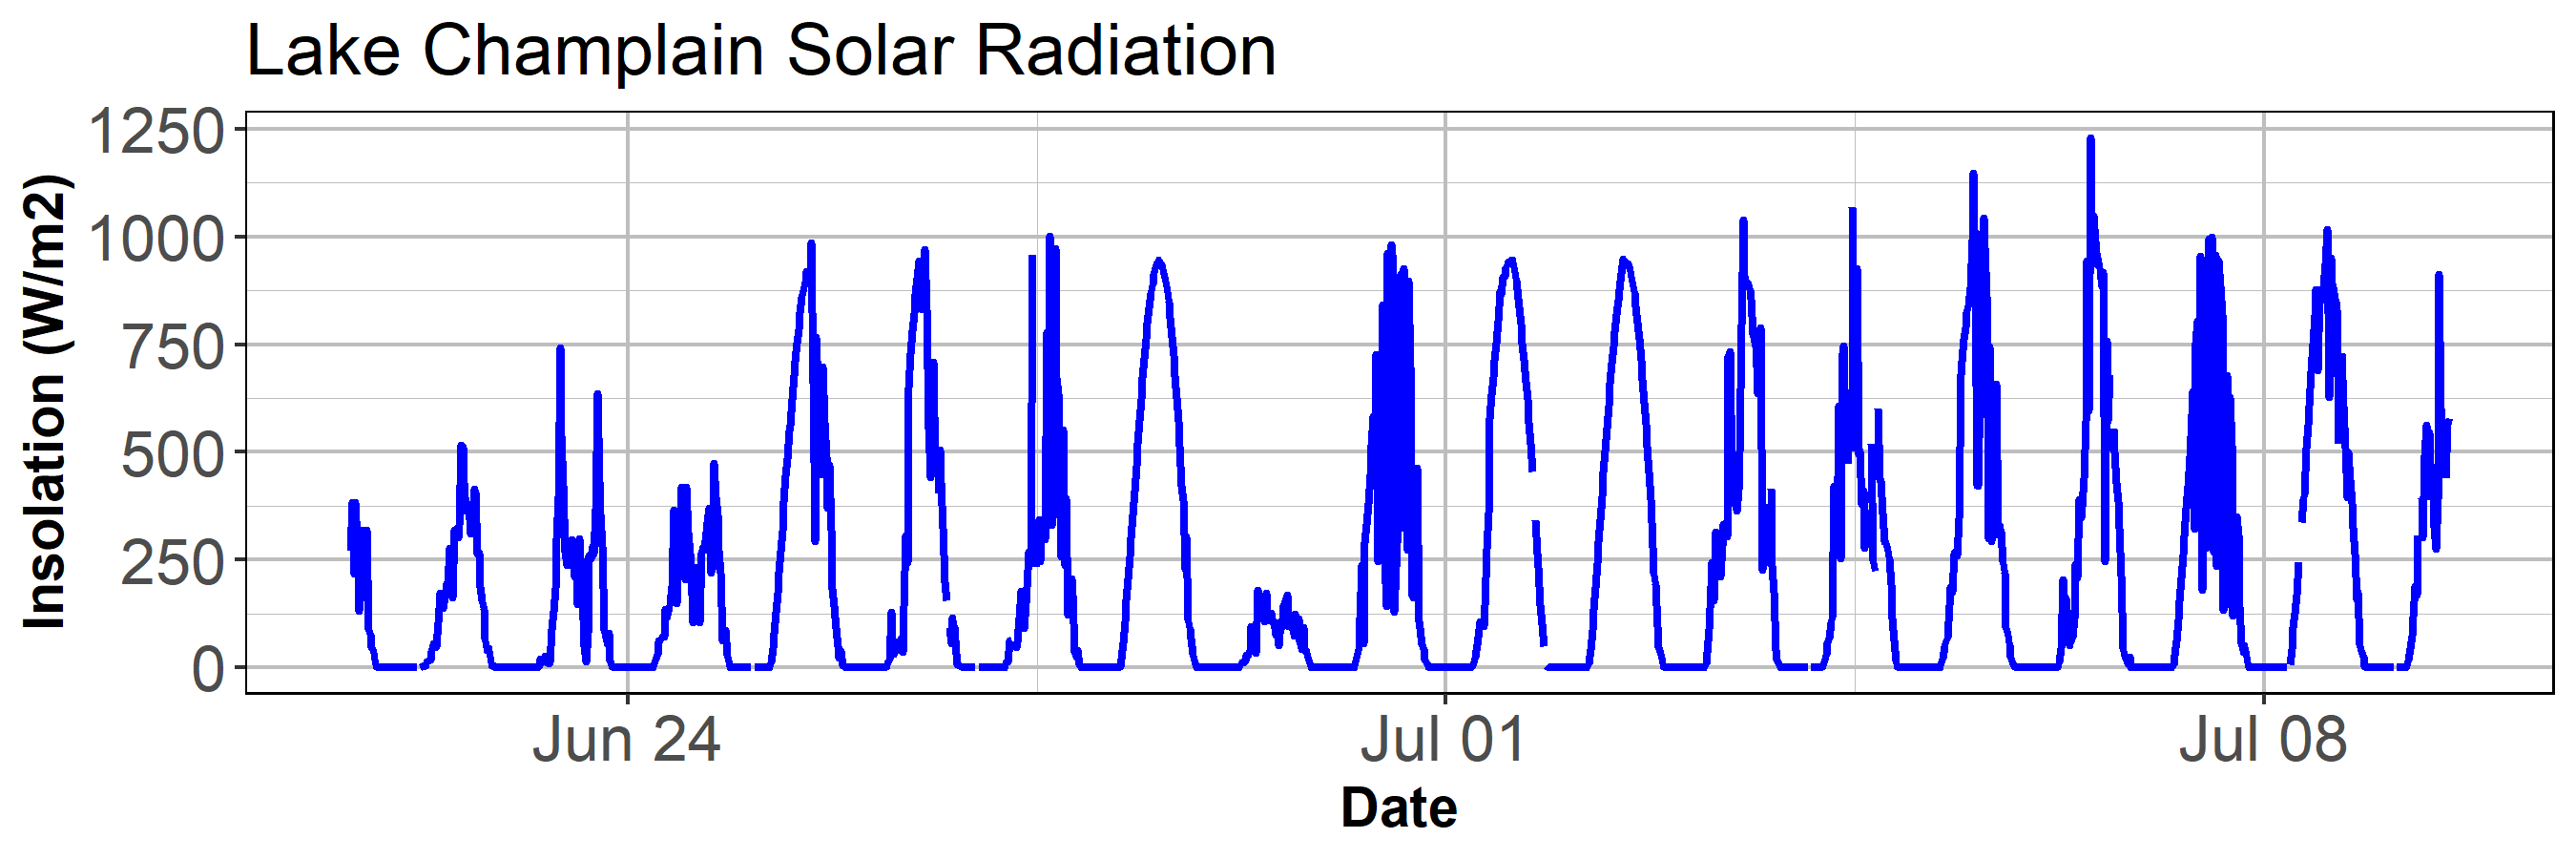 Lake Champlain Solar Radiation
1250
1000
750
500
250
0
Insolation (W/m2)
Jun 24
Jul 01
Jul 08
Date